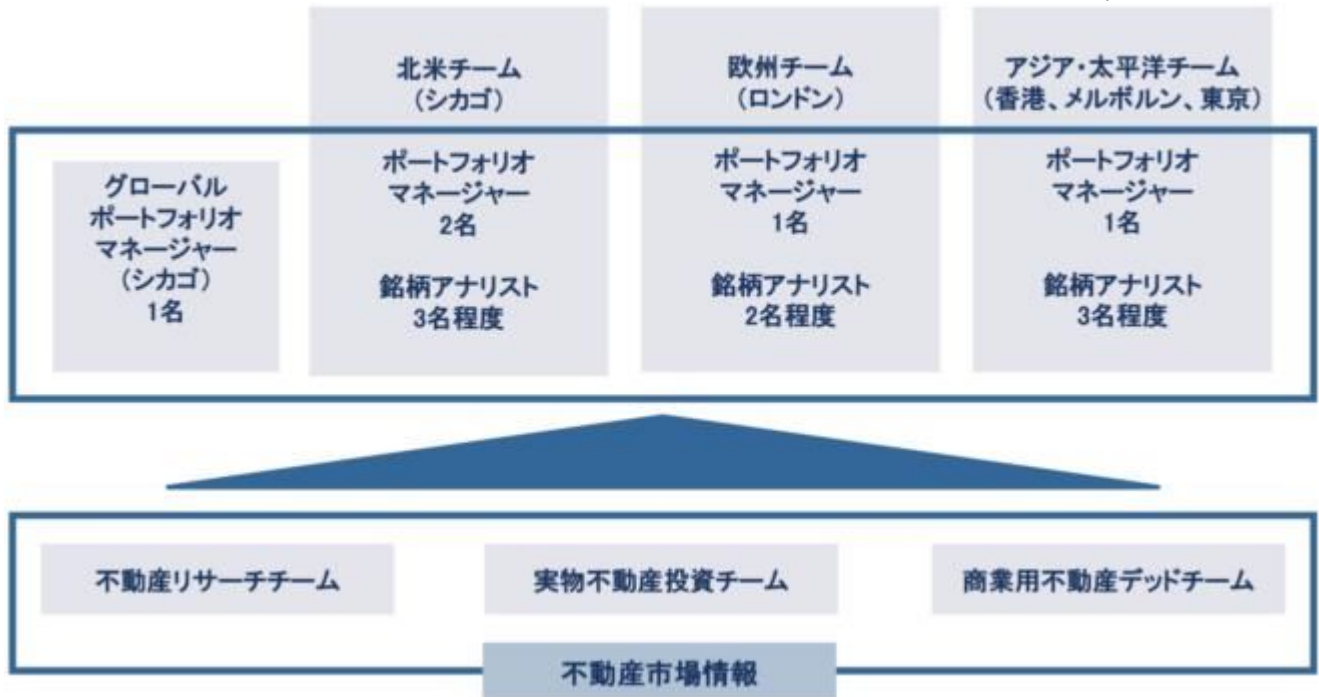 北米チーム
(シカゴ)
欧州チーム
(ロンドン)
アジア・太平洋チーム
(香港、メルボルン、東京)
グローバル
ポートフォリオ
マネージャー
(シカゴ)
1名
ポートフォリオ
マネージャー
2名
銘柄アナリスト
3名程度
ポートフォリオ
マネージャー
1名
銘柄アナリスト
2名程度
ポートフォリオ
マネージャー
1名
銘柄アナリスト
3名程度
不動産リサーチチーム
実物不動産投資チーム
商業用不動産デッドチーム
不動産市場情報